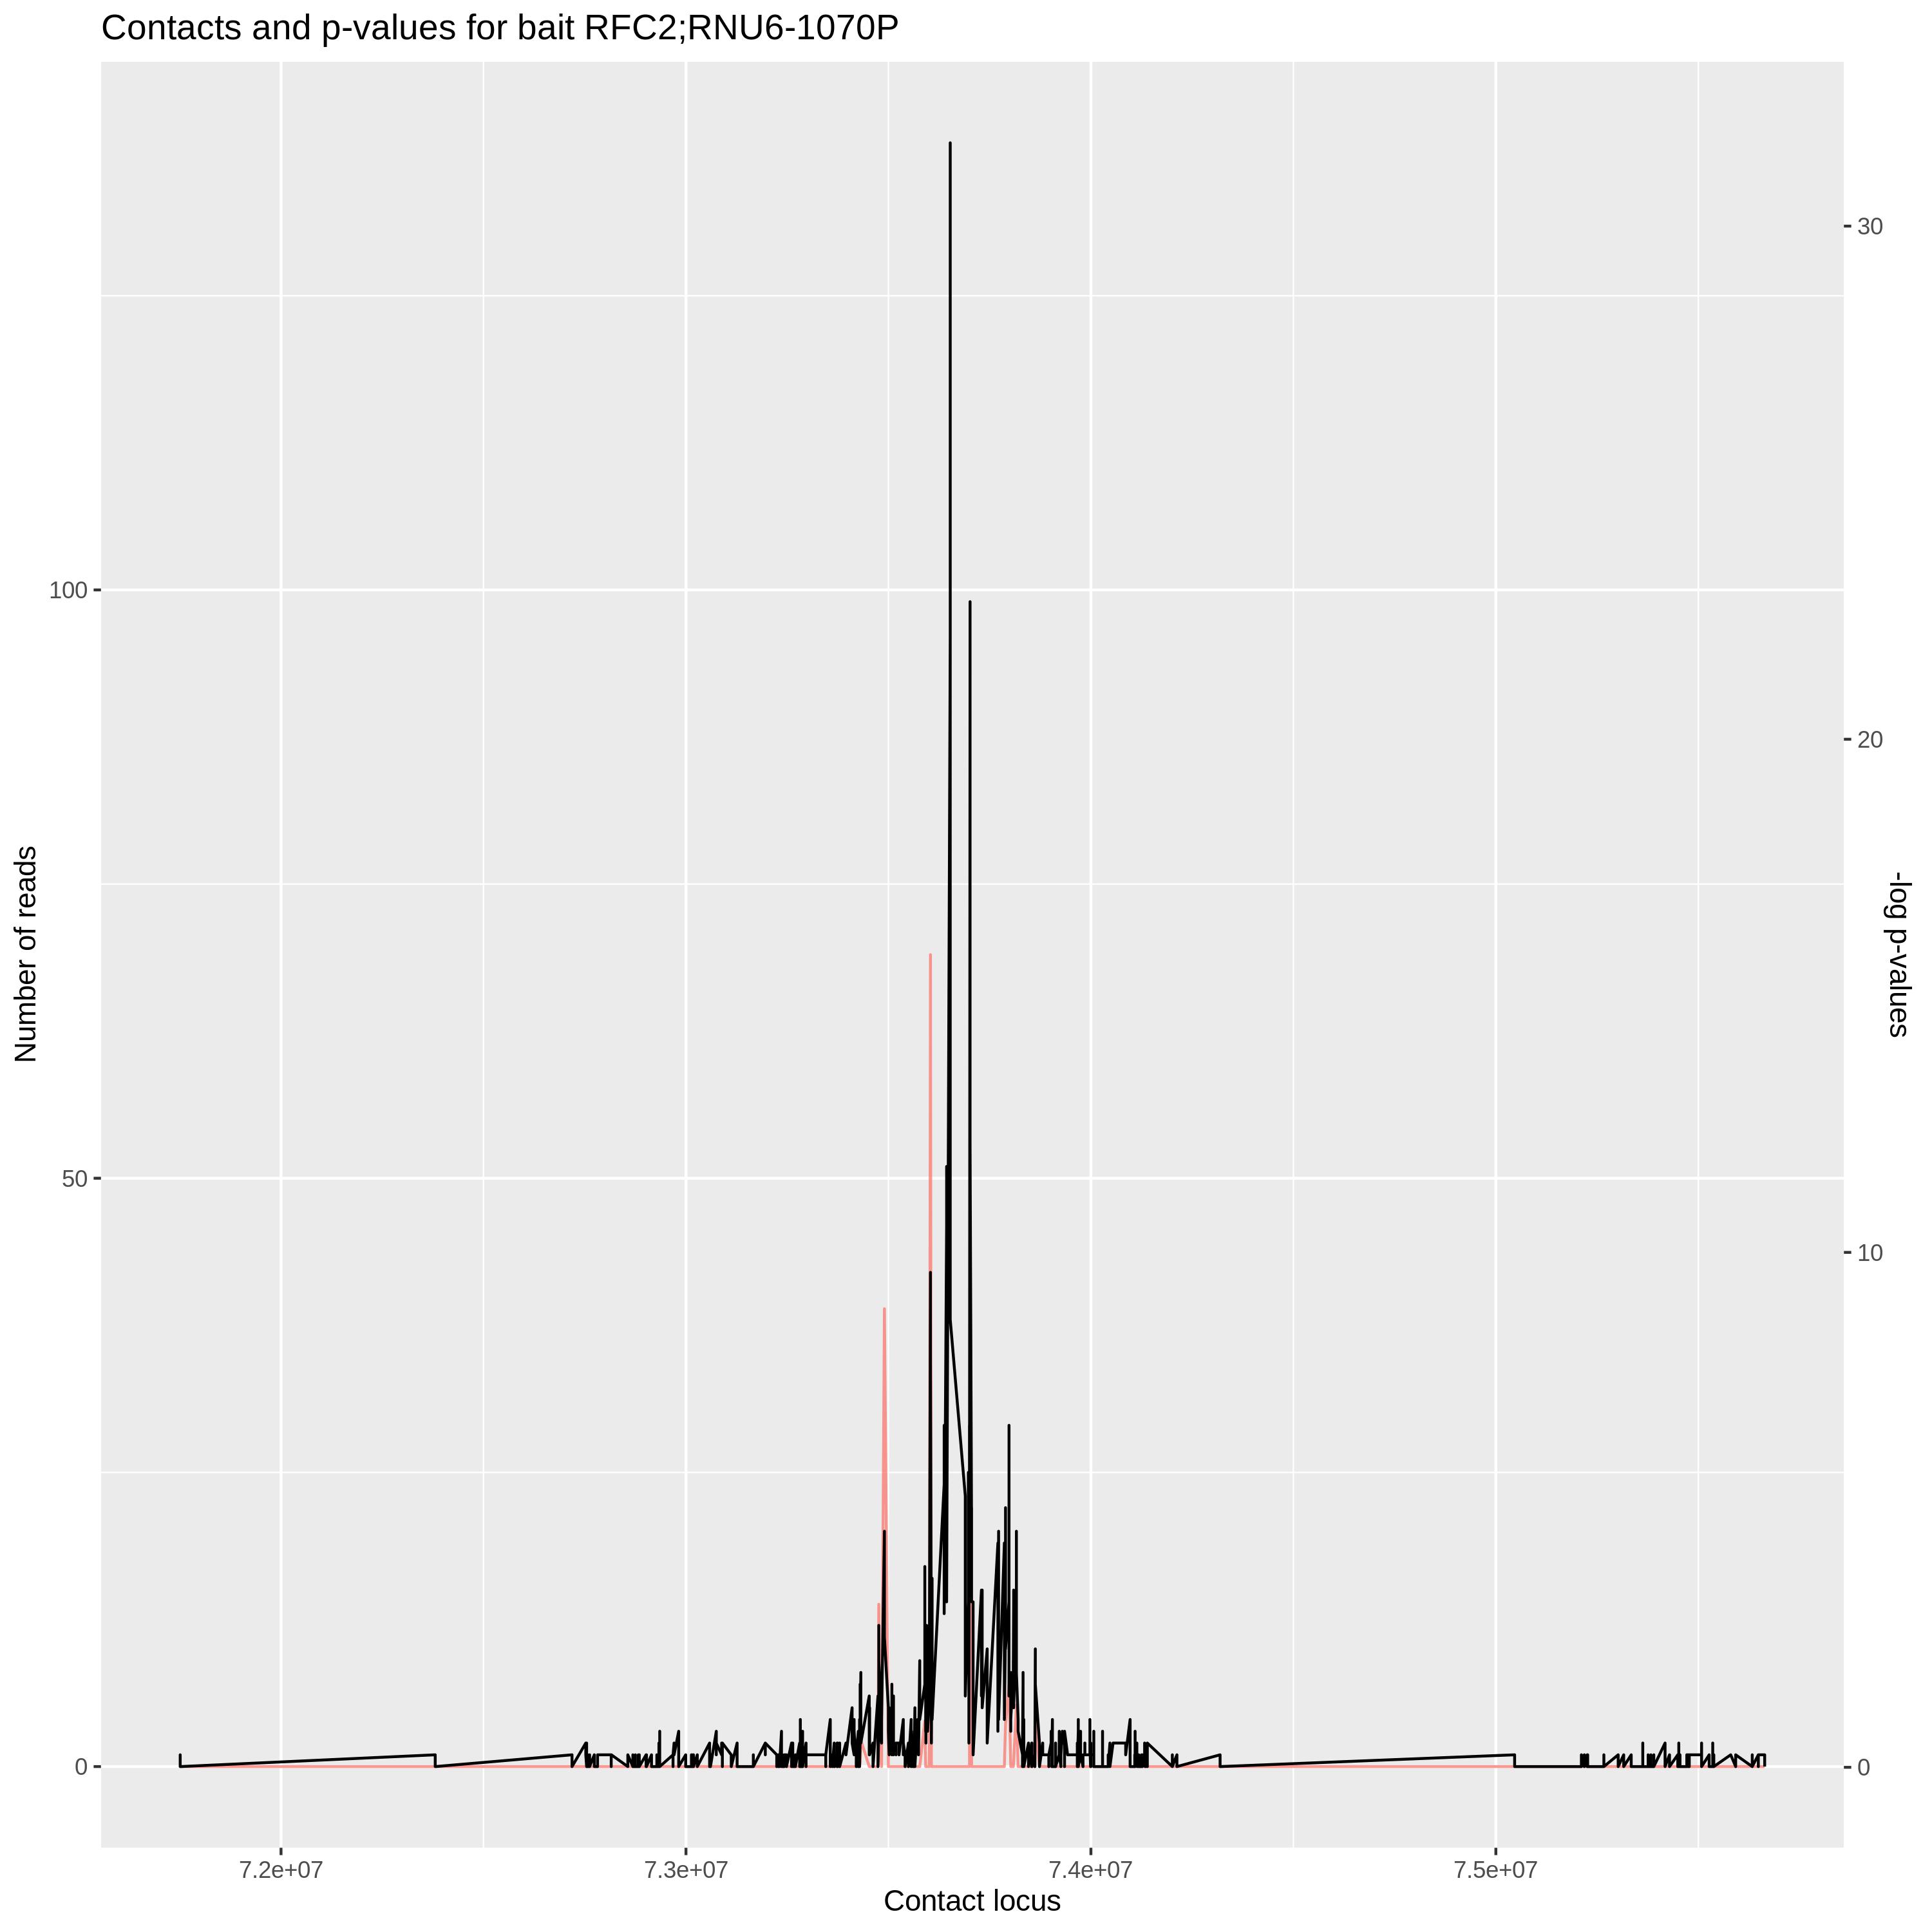 Contacts and p-values for bait RFC2;RNU6-1070P
Number of reads
100
50
0
30
20
10
0
-log p-values
7.2e+07 7.3e+07 7.4e+07 7.5e+07
Contact locus